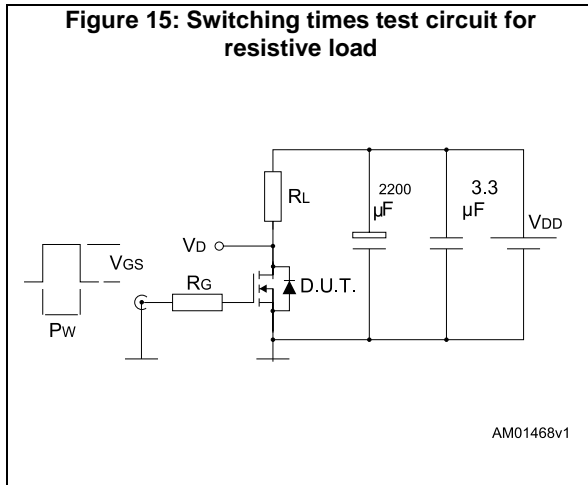 Figure 15: Switching times test circuit for
resistive load
RL
2200
µF
3.3
µF
VDD
VD
VGS
RG
D.U.T.
PW
AM01468v1